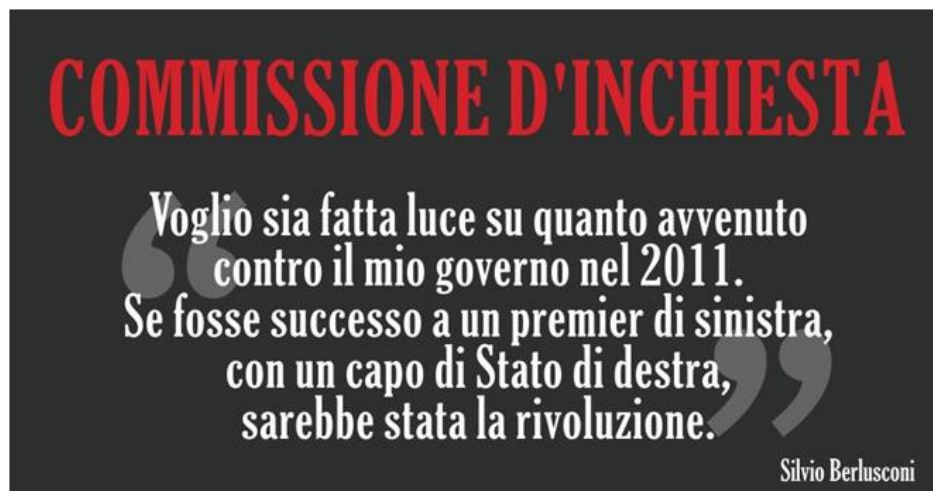 COMMISSIONE D'INCHIESTA
Voglio sia fatta luce su quanto avvenuto
contro il mio governo nel 2011.
Se fosse successo a un premier di sinistra,
con un capo di Stato di destra,
sarebbe stata la rivoluzione.
Silvio Berlusconi